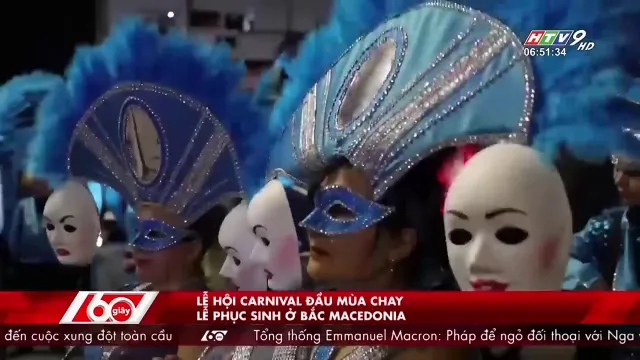 HTV9 HD
06:51:34
60 giây
LỄ HỘI CARNIVAL ĐẦU MÙA CHAY
LỄ PHỤC SINH Ở BẮC MACEDONIA
đến cuộc xung đột toàn cầu Tổng thống Emmanuel Macron: Pháp để ngỏ đối thoại với Nga